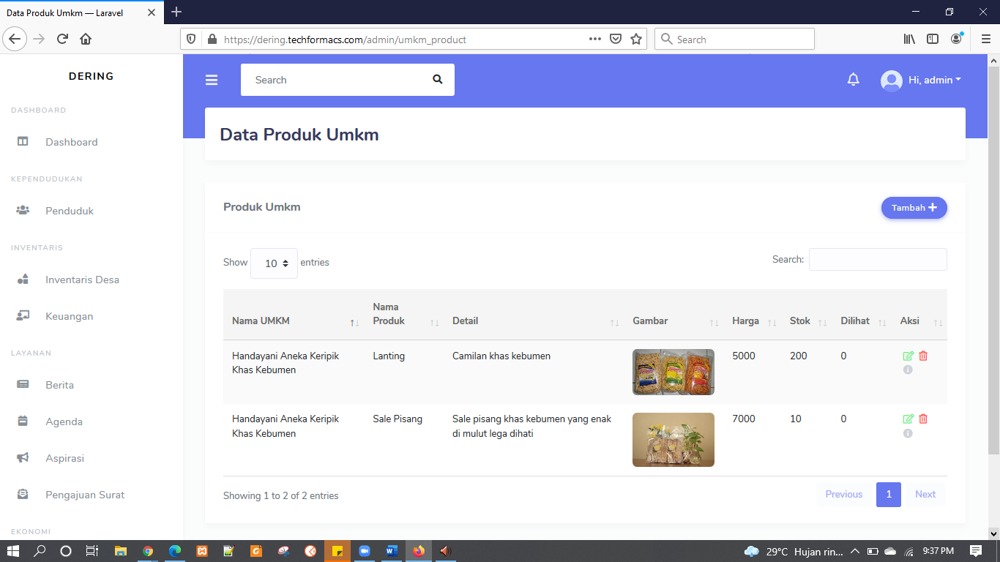 Data Produk Umkm — Laravel
https://dering.techformacs.com/admin/umkm_product
Search
DERING
Search
Hi, admin
DASHBOARD
Dashboard
KEPENDUDUKAN
Penduduk
INVENTARIS
Inventaris Desa
Keuangan
LAYANAN
Berita
Agenda
Aspirasi
Pengajuan Surat
EKONOMI
Data Produk Umkm
Produk Umkm
Tambah
Show 10 entries
Search:
Nama UMKM
Nama
Produk
Detail
Gambar
Harga
Stok
Dilihat
Aksi
Handayani Aneka Keripik
Khas Kebumen
Lanting
Camilan khas kebumen
5000
200
0
Handayani Aneka Keripik
Khas Kebumen
Sale Pisang
Sale pisang khas kebumen yang enak
di mulut lega dihati
7000
10
0
Showing 1 to 2 of 2 entries
Previous
1
Next
29°C Hujan rin...
9:37 PM